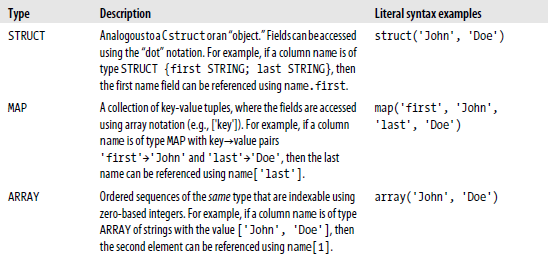 Type Description Literal syntax examples
STRUCT Analogous to a C struct or an “object.” Fields can be accessed struct('John', 'Doe')
using the “dot” notation. For example, if a column name is of
type STRUCT {first STRING; last STRING}, then
the first name field can be referenced using name.first.
MAP A collection of key-value tuples, where the fields are accessed map('first', 'John',
using array notation (e.g., ['key']). For example, if a column 'last', 'Doe')
name is of type MAP with key→value pairs
'first'→'John' and 'last'→'Doe', then the last
name can be referenced using name['last'].
ARRAY Ordered sequences of the same type that are indexable using array('John', 'Doe')
zero-based integers. For example, if a column name is of type
ARRAY of strings with the value ['John', 'Doe'], then
the second element can be referenced using name[1].